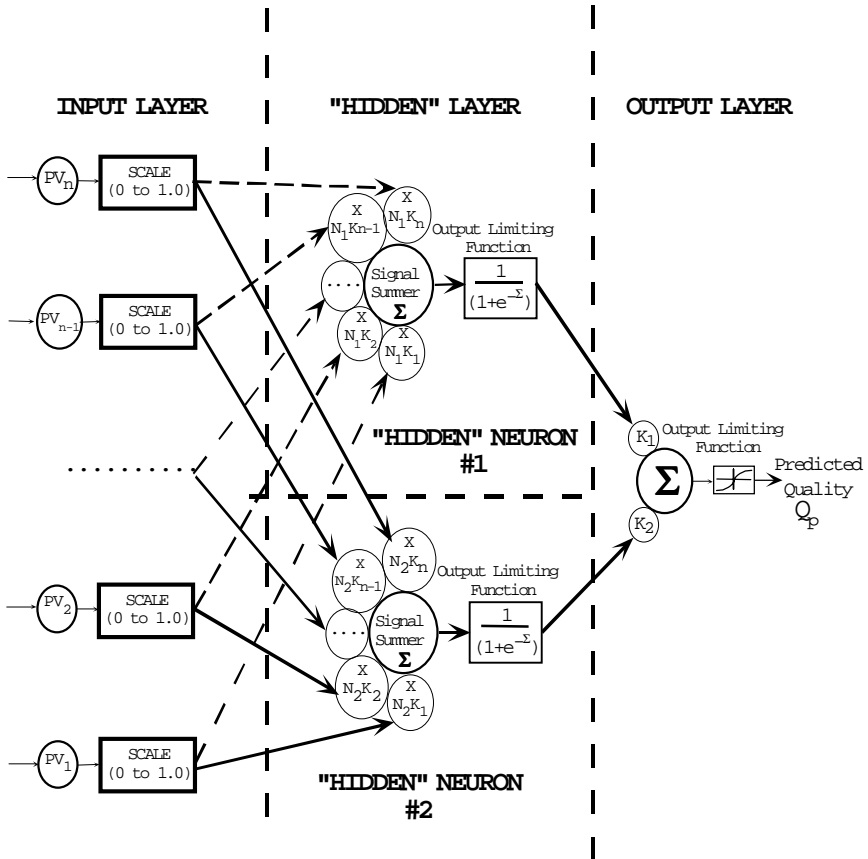 INPUT LAYER
"HIDDEN" LAYER
OUTPUT LAYER
PVn
SCALE
(0 to 1.0)
X
N1Kn-1
X
N1Kn
....
Signal
Summer
Σ
X
N1K2
X
N1K1
Output Limiting
Function
1
(1+e^-Σ)
PVn-1
SCALE
(0 to 1.0)
"HIDDEN" NEURON
#1
K1
Output Limiting
Function
Σ
K2
Predicted
Quality
Qp
X
N2Kn-1
X
N2Kn
....
Signal
Summer
Σ
X
N2K2
X
N2K1
Output Limiting
Function
1
(1+e^-Σ)
PV2
SCALE
(0 to 1.0)
PV1
SCALE
(0 to 1.0)
"HIDDEN" NEURON
#2